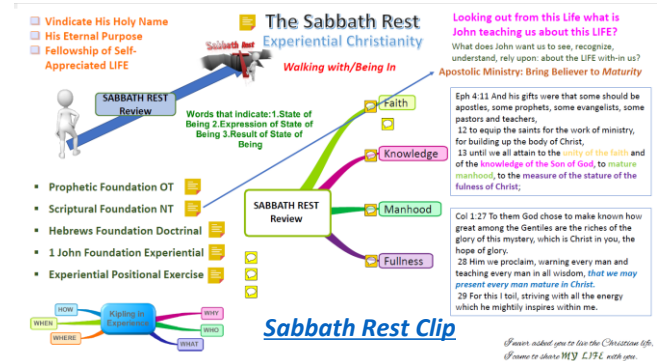 Vindicate His Holy Name
His Eternal Purpose
Fellowship of Self-
Appreciated LIFE
The Sabbath Rest
Experiential Christianity
Walking with/Being In
Looking out from this Life what is
John teaching us about this LIFE?
What does John want us to see, recognize,
understand, rely upon: about the LIFE with-in us?
Apostolic Ministry: Bring Believer to Maturity
Sabbath Rest
SABBATH REST
Review
Words that indicate:1.State of
Being 2.Expression of State of
Being 3.Result of State of
Being
Prophetic Foundation OT
Scriptural Foundation NT
Hebrews Foundation Doctrinal
1 John Foundation Experiential
Experiential Positional Exercise
SABBATH REST
Review
Faith
Knowledge
Manhood
Fullness
Eph 4:11 And his gifts were that some should be
apostles, some prophets, some evangelists, some
pastors and teachers,
12 to equip the saints for the work of ministry,
for building up the body of Christ,
13 until we all attain to the unity of the faith and
of the knowledge of the Son of God, to mature
manhood, to the measure of the stature of the
fulness of Christ;
Col 1:27 To them God chose to make known how
great among the Gentiles are the riches of the
glory of this mystery, which is Christ in you, the
hope of glory.
28 Him we proclaim, warning every man and
teaching every man in all wisdom, that we may
present every man mature in Christ.
29 For this I toil, striving with all the energy
which he mightily inspires within me.
Kipling in
Experience
HOW
WHEN
WHERE
WHY
WHO
WHAT
Sabbath Rest Clip
I never asked you to live the Christian life,
I came to share MY LIFE with you.